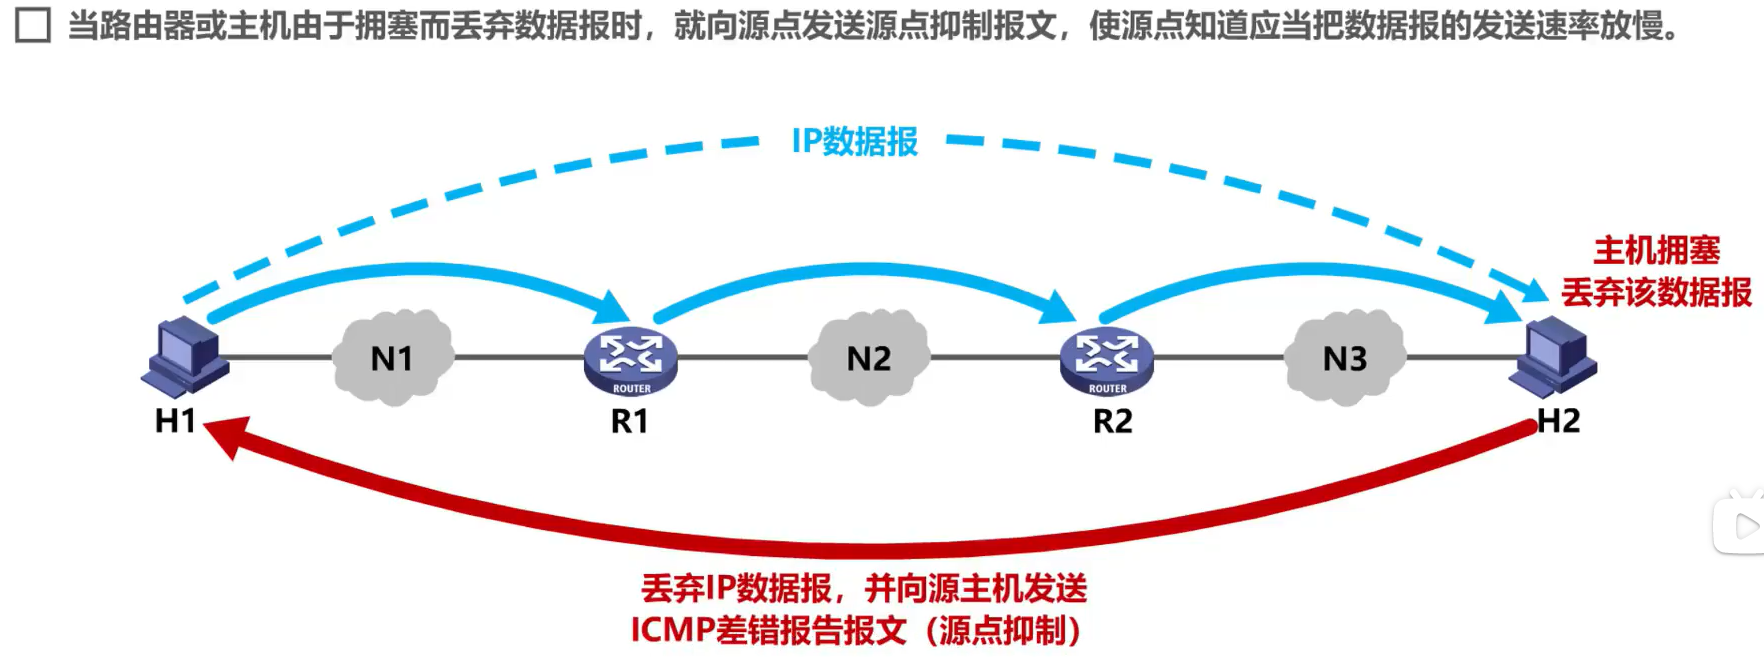 当路由器或主机由于拥塞而丢弃数据报时，就向源点发送源点抑制报文，使源点知道应当把数据报的发送速率放慢。
IP数据报
主机拥塞
丢弃该数据报
N1
N2
N3
ROUTER
ROUTER
H1
R1
R2
H2
丢弃IP数据报，并向源主机发送
ICMP差错报告报文（源点抑制）